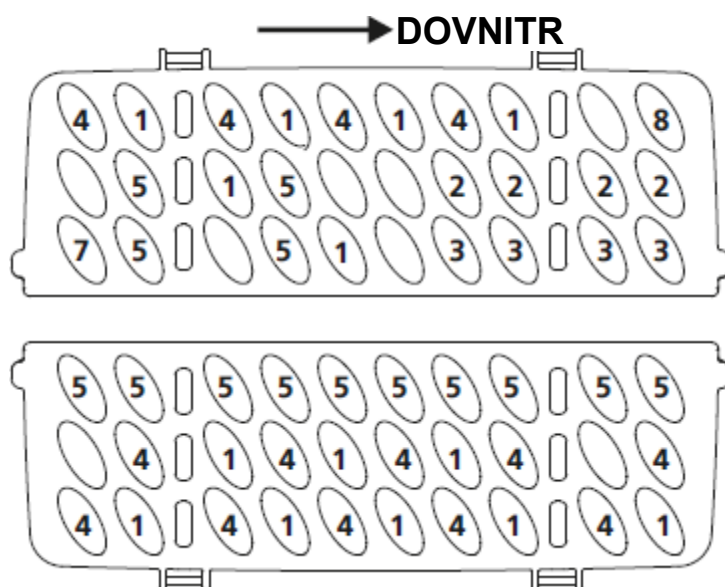 DOVNITR
4 1 4 1 4 1 4 1 8
5 1 5 2 2 2 2
7 5 5 1 3 3 3 3
5 5 5 5 5 5 5 5 5 5
4 1 4 1 4 1 4 4
4 1 4 1 4 1 4 1 4 1